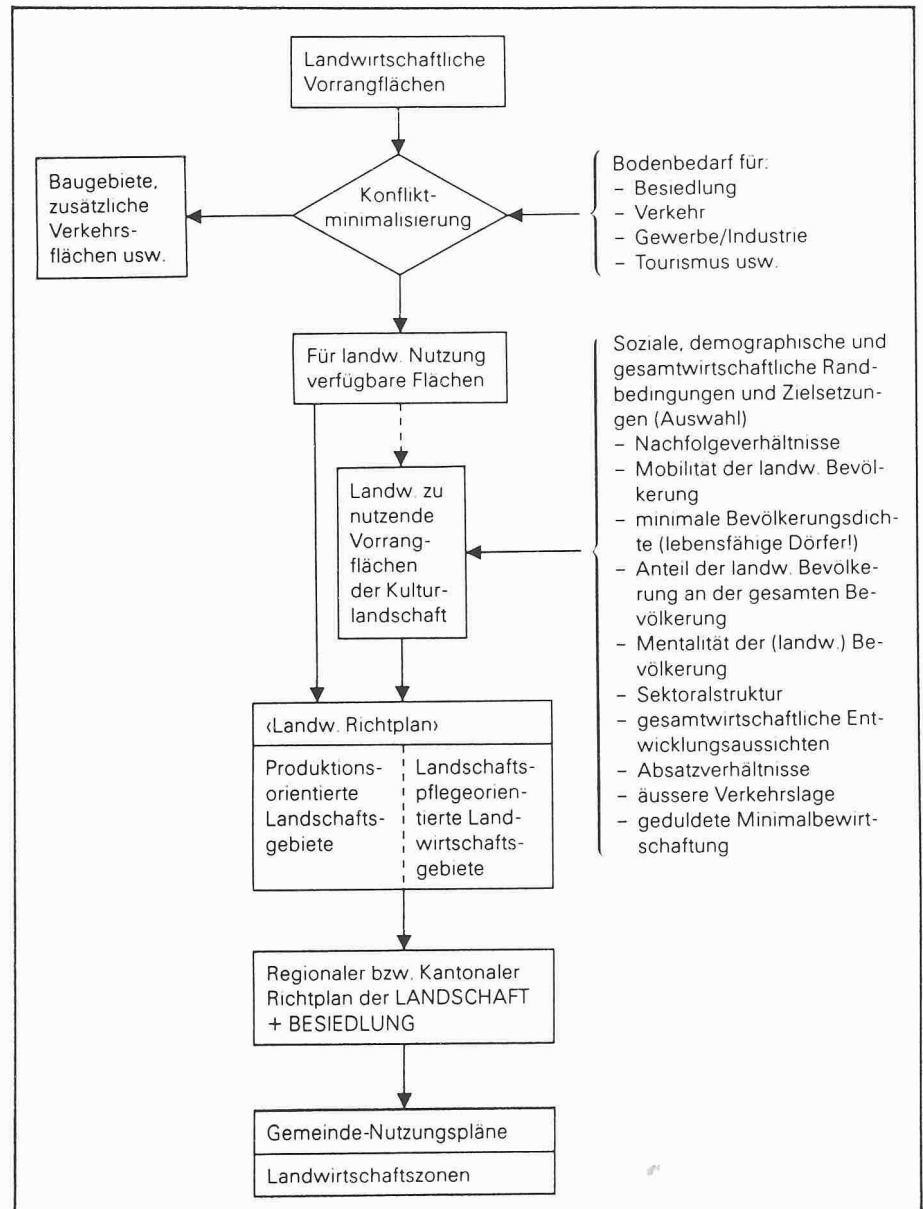 Landwirtschaftliche
Vorrangflächen
Baugebiete,
zusätzliche
Verkehrs-
flächen usw.
Konflikt-
minimalisierung
Bodenbedarf für:
– Besiedlung
– Verkehr
– Gewerbe/Industrie
– Tourismus usw.
Für landw. Nutzung
verfügbare Flächen
Landw. zu
nutzende
Vorrang-
flächen
der Kultur-
landschaft
Soziale, demographische und
gesamtwirtschaftliche Rand-
bedingungen und Zielsetzun-
gen (Auswahl)
– Nachfolgeverhältnisse
– Mobilität der landw. Bevöl-
kerung
– minimale Bevölkerungsdich-
te (lebensfähige Dörfer!)
– Anteil der landw. Bevölke-
rung an der gesamten Be-
völkerung
– Mentalität der (landw.) Be-
völkerung
– Sektoralstruktur
– gesamtwirtschaftliche Ent-
wicklungsaussichten
– Absatzverhältnisse
– äussere Verkehrslage
– geduldete Minimalbewirt-
schaftung
‹Landw. Richtplan›
Produktions-
orientierte
Landschafts-
gebiete
Landschafts-
pflegeorien-
tierte Land-
wirtschafts-
gebiete
Regionaler bzw. Kantonaler
Richtplan der LANDSCHAFT
+ BESIEDLUNG
Gemeinde-Nutzungspläne
Landwirtschaftszonen